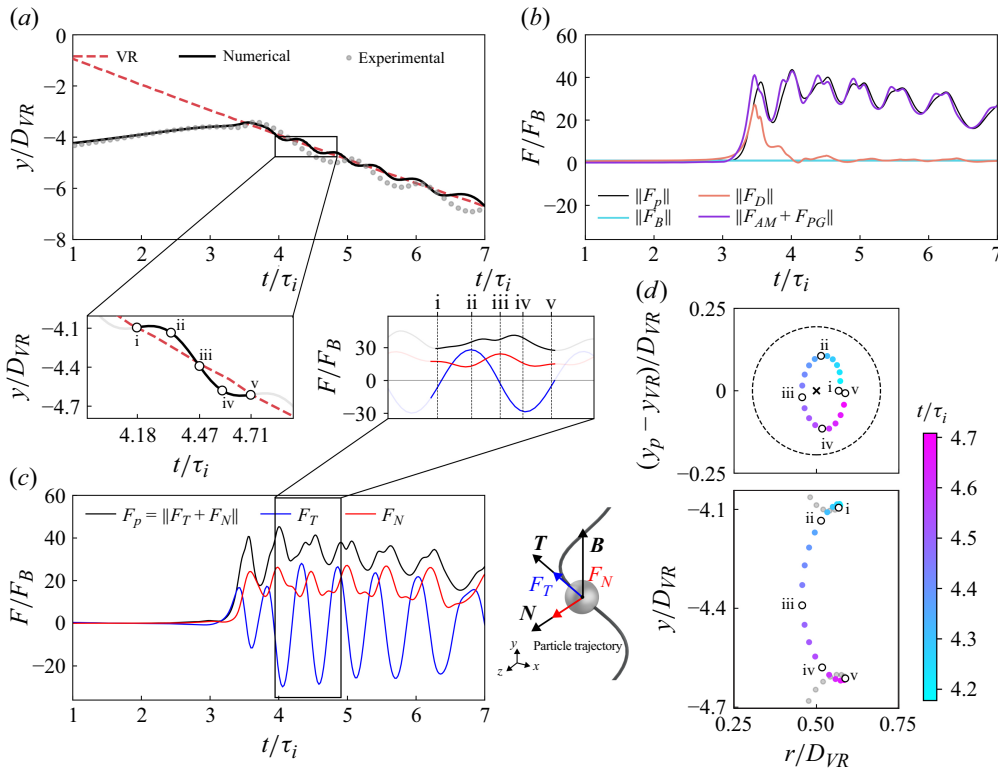 (a)
0
−2
−4
−6
−8
y/D_VR
VR
Numerical
Experimental
1 2 3 4 5 6 7
t/τ_i
(b)
60
40
20
0
−20
F/F_B
||F_p||
||F_B||
||F_D||
||F_AM + F_PG||
1 2 3 4 5 6 7
t/τ_i
t/τ_i
−4.1
−4.4
−4.7
y/D_VR
i
ii
iii
iv
v
4.18 4.47 4.71
t/τ_i
i ii iii iv v
30
0
−30
F/F_B
(c)
60
40
20
0
−20
F/F_B
F_p = ||F_T + F_N||
F_T
F_N
1 2 3 4 5 6 7
t/τ_i
T
B
F_T
F_N
N
Particle trajectory
y
z
x
(d)
0.25
0
−0.25
(y_p − y_VR)/D_VR
ii
i
iii
v
iv
−4.1
−4.4
−4.7
y/D_VR
i
ii
iii
iv
v
0.25 0.50 0.75
r/D_VR
t/τ_i
4.7
4.6
4.5
4.4
4.3
4.2